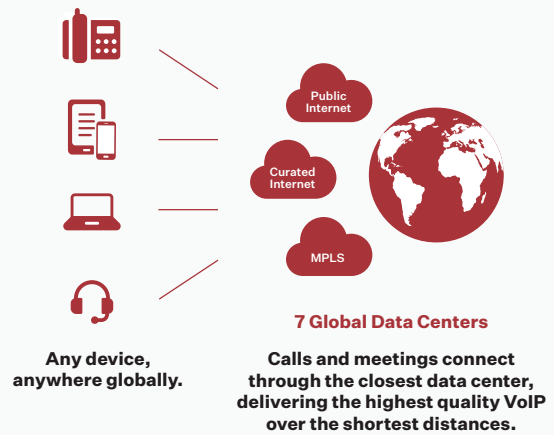 Public
Internet
Curated
Internet
MPLS
7 Global Data Centers
Any device,
anywhere globally.
Calls and meetings connect
through the closest data center,
delivering the highest quality VoIP
over the shortest distances.